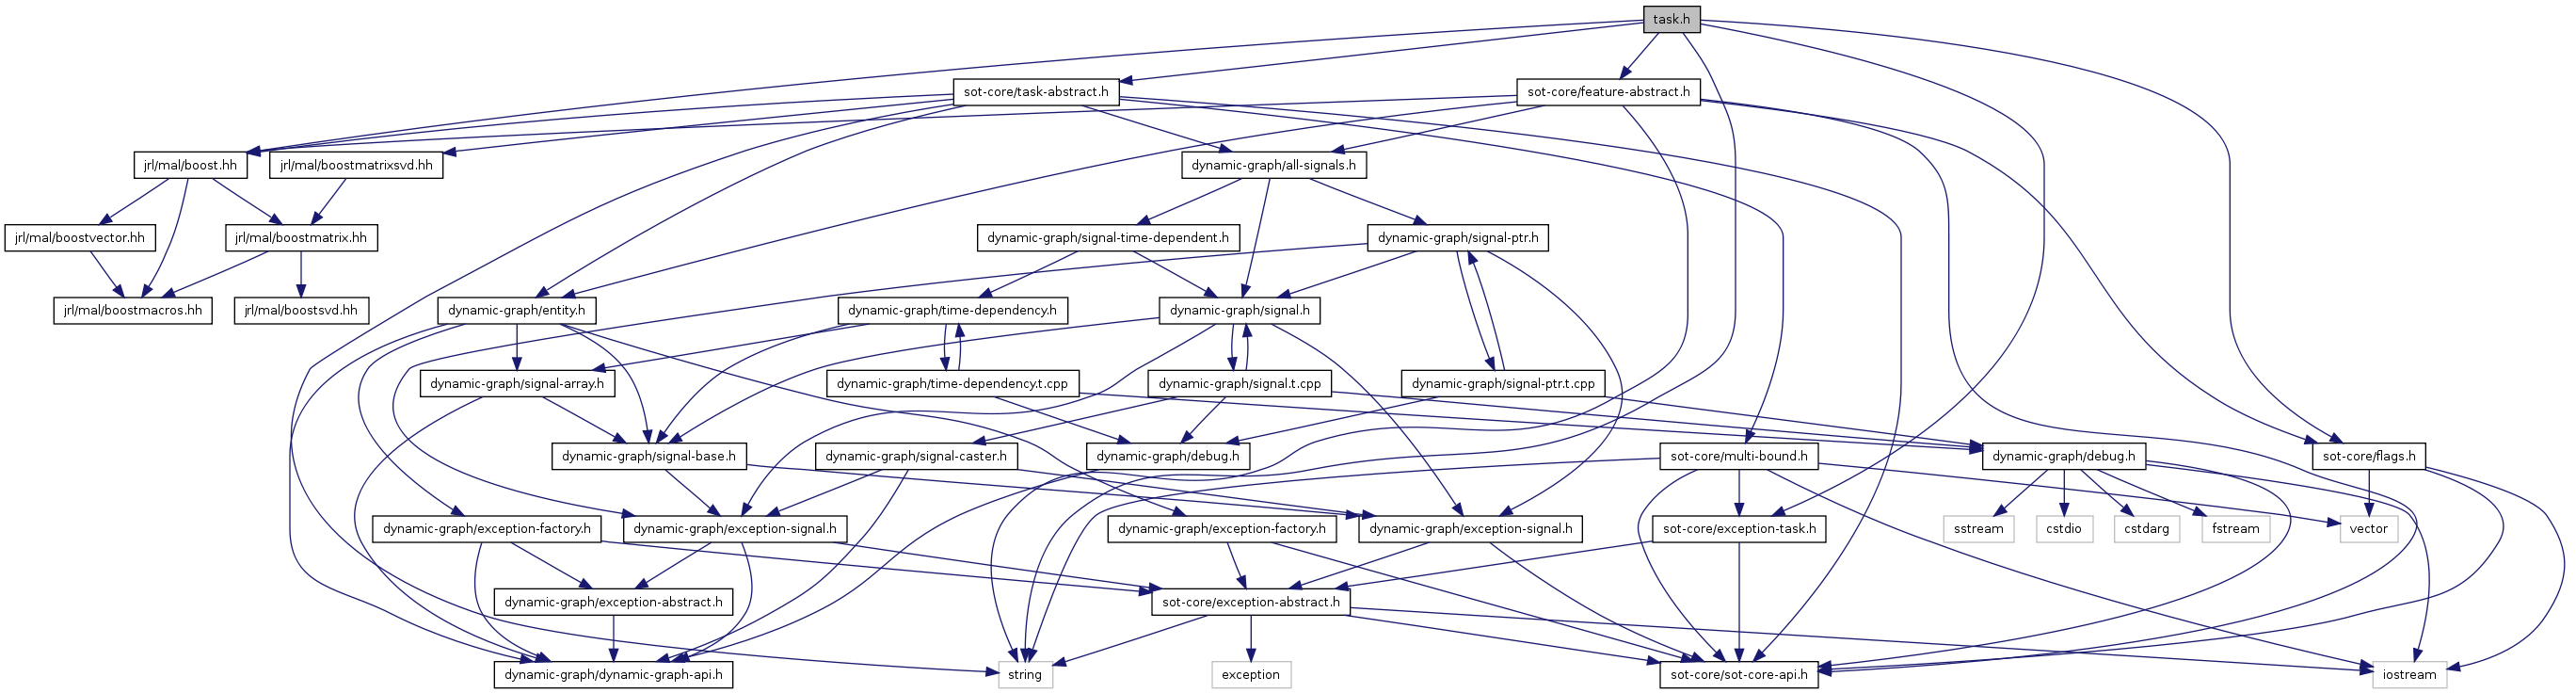 task.h
sot-core/task-abstract.h
sot-core/feature-abstract.h
jrl/mal/boost.hh
jrl/mal/boostmatrixsvd.hh
dynamic-graph/all-signals.h
jrl/mal/boostvector.hh
jrl/mal/boostmatrix.hh
dynamic-graph/signal-time-dependent.h
dynamic-graph/signal-ptr.h
jrl/mal/boostmacros.hh
jrl/mal/boostsvd.hh
dynamic-graph/entity.h
dynamic-graph/time-dependency.h
dynamic-graph/signal.h
dynamic-graph/signal-array.h
dynamic-graph/time-dependency.t.cpp
dynamic-graph/signal.t.cpp
dynamic-graph/signal-ptr.t.cpp
dynamic-graph/signal-base.h
dynamic-graph/signal-caster.h
dynamic-graph/debug.h
sot-core/multi-bound.h
dynamic-graph/debug.h
sot-core/flags.h
dynamic-graph/exception-factory.h
dynamic-graph/exception-signal.h
dynamic-graph/exception-factory.h
dynamic-graph/exception-signal.h
sot-core/exception-task.h
sstream
cstdio
cstdarg
fstream
vector
dynamic-graph/exception-abstract.h
sot-core/exception-abstract.h
dynamic-graph/dynamic-graph-api.h
string
exception
sot-core/sot-core-api.h
iostream